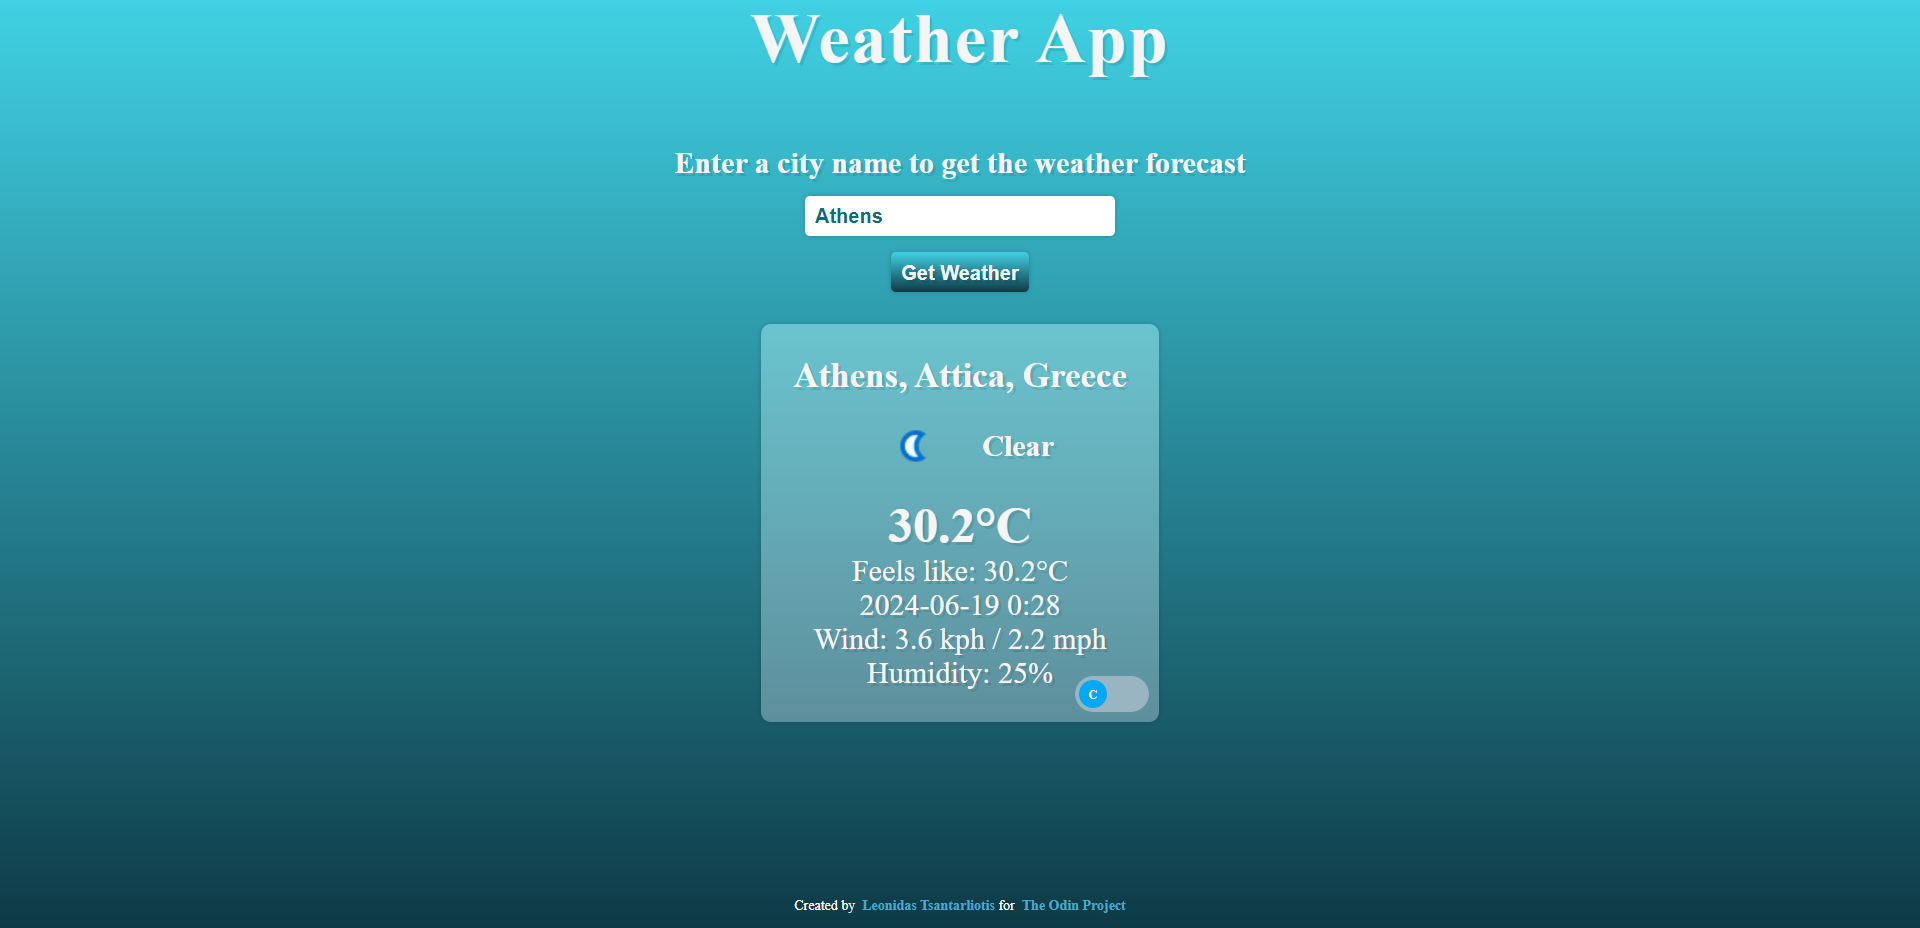 Weather App
Enter a city name to get the weather forecast
Athens
Get Weather
Athens, Attica, Greece
Clear
30.2°C
Feels like: 30.2°C
2024-06-19 0:28
Wind: 3.6 kph / 2.2 mph
Humidity: 25%
C
Created by Leonidas Tsantarliotis for The Odin Project